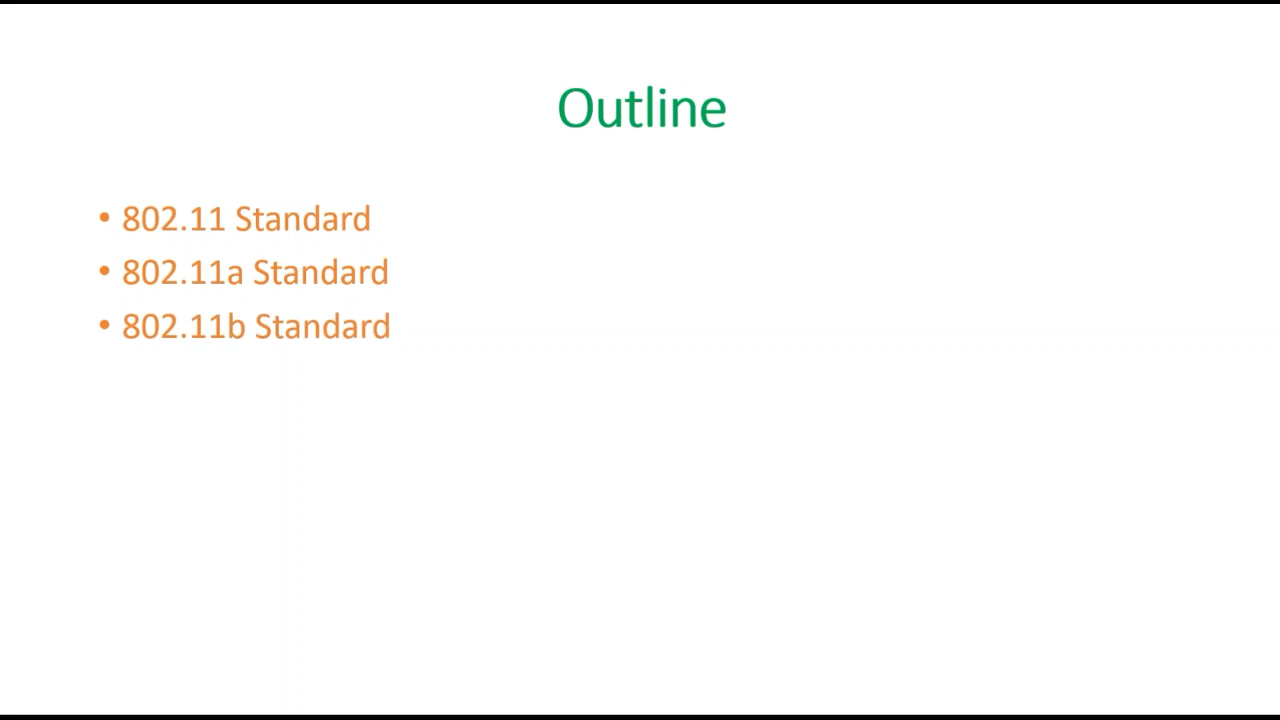 Outline
• 802.11 Standard
• 802.11a Standard
• 802.11b Standard